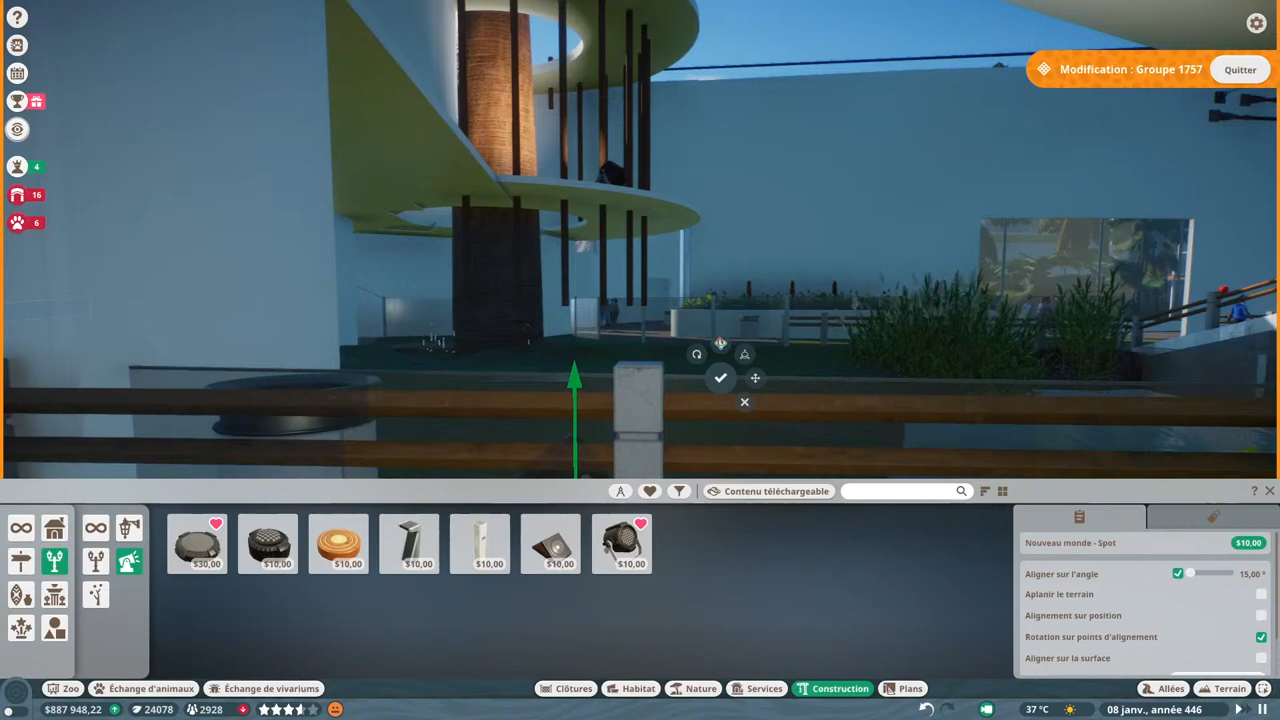 ?
Modification : Groupe 1757
Quitter
4
16
6
Contenu téléchargeable
?
$30,00
$10,00
$10,00
$10,00
$10,00
$10,00
$10,00
Nouveau monde - Spot
$10,00
Aligner sur l'angle
15,00 °
Aplanir le terrain
Alignement sur position
Rotation sur points d'alignement
Aligner sur la surface
Zoo
Échange d'animaux
Échange de vivariums
Clôtures
Habitat
Nature
Services
Construction
Plans
Allées
Terrain
$887 948,22
24078
2928
37 °C
08 janv., année 446